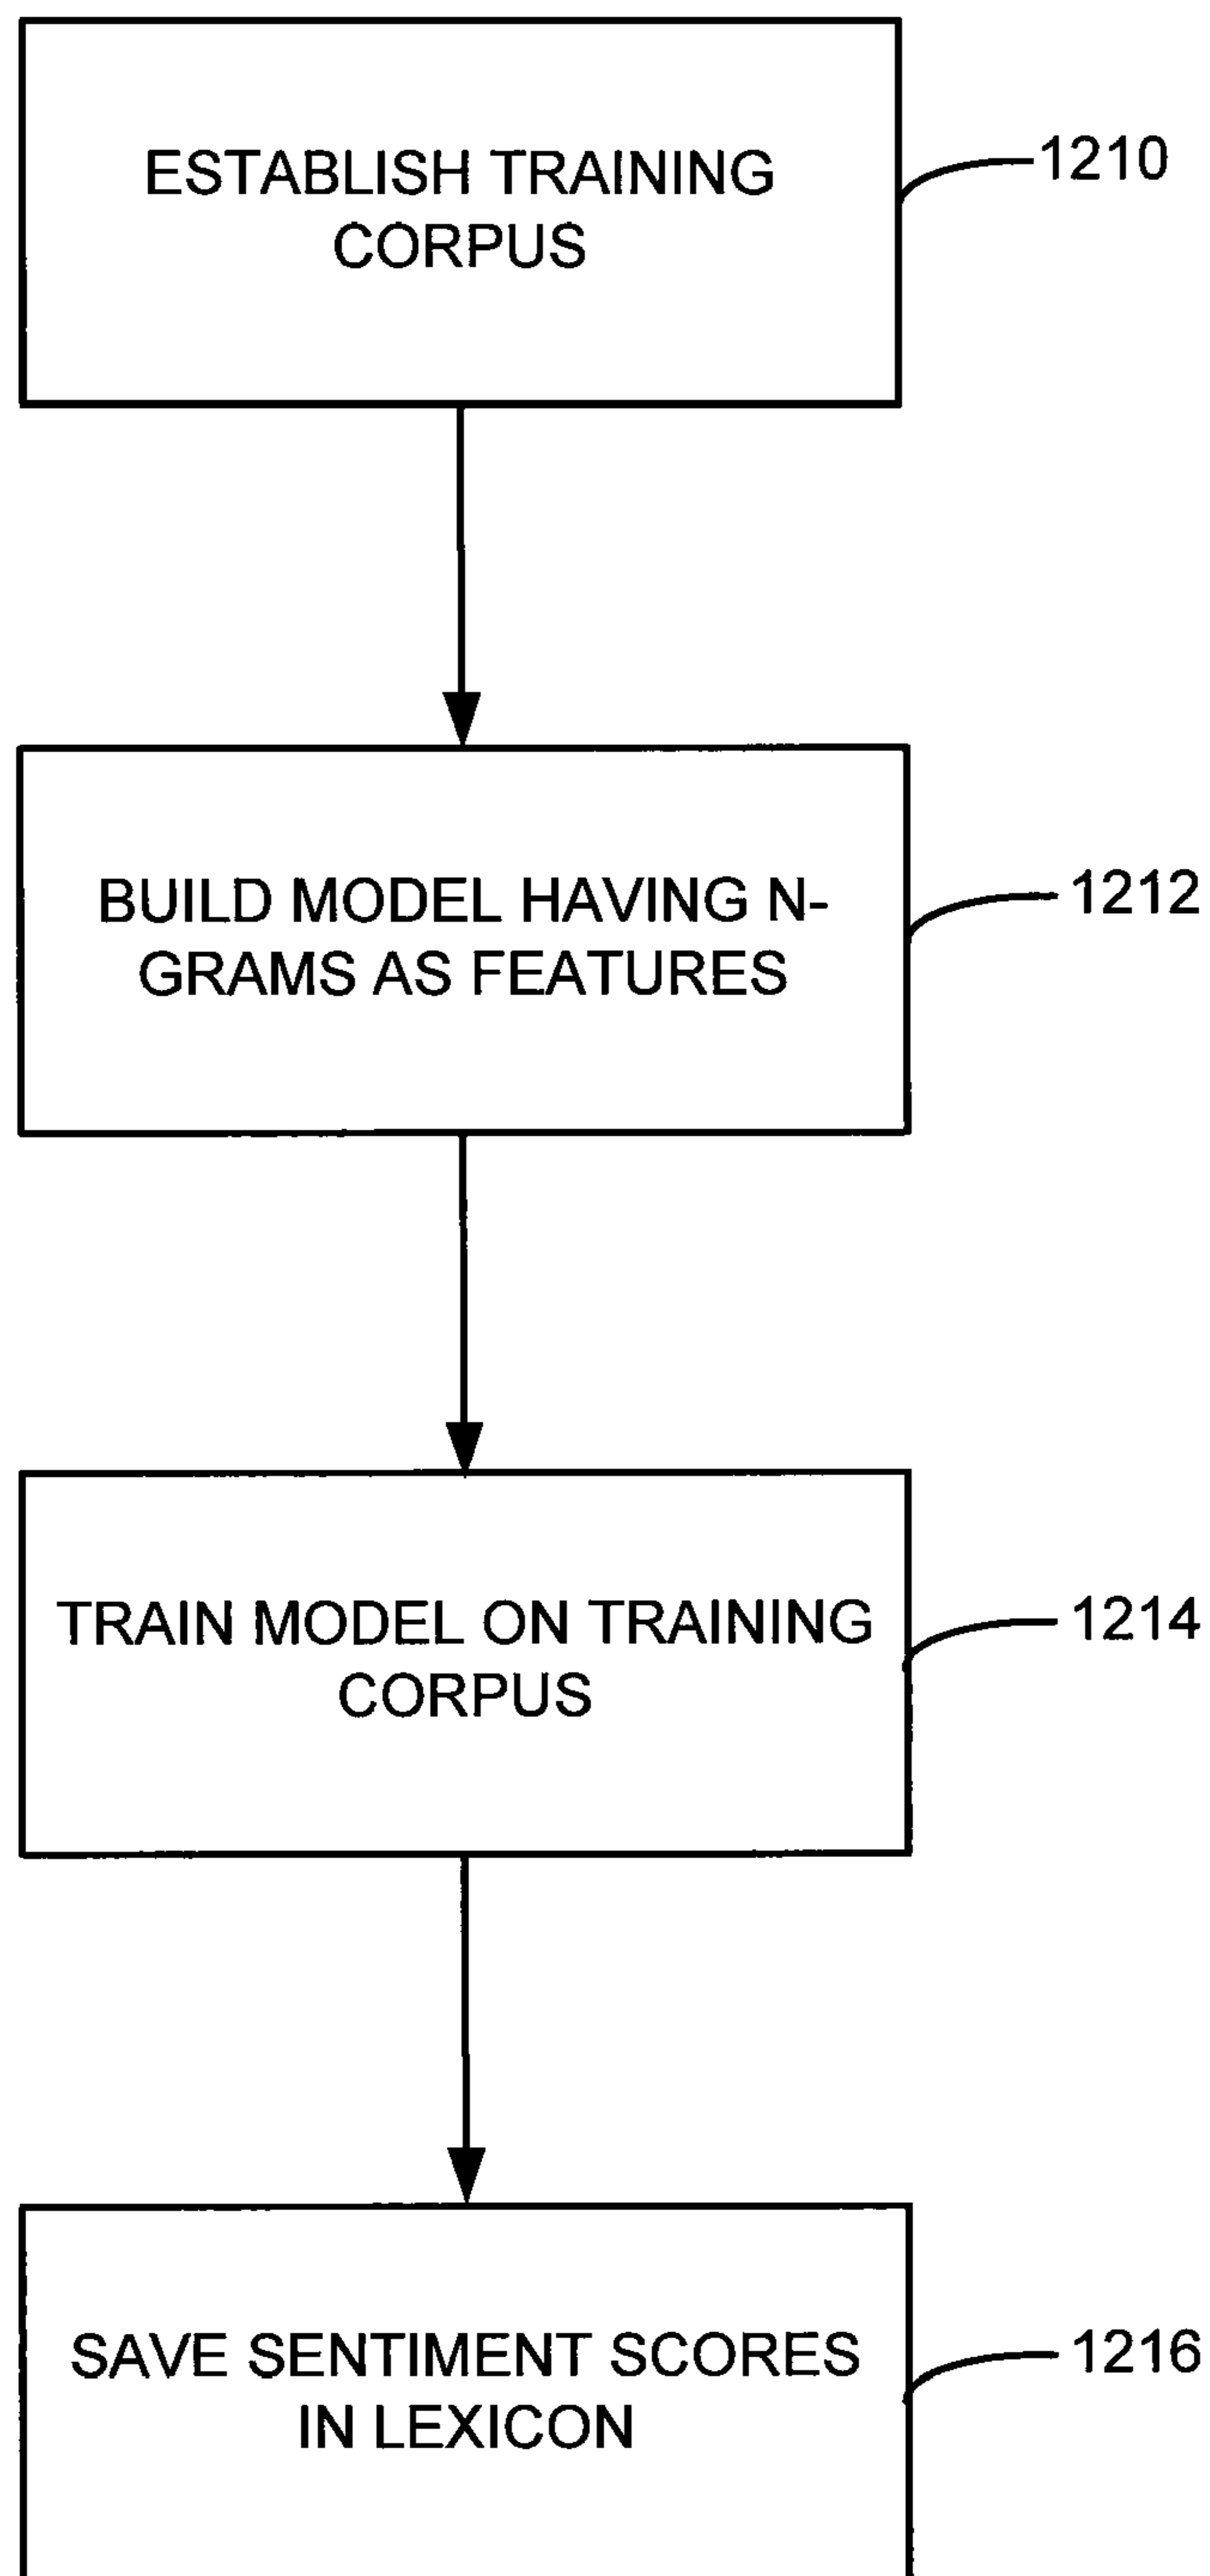 ESTABLISH TRAINING
CORPUS
1210
BUILD MODEL HAVING N-
GRAMS AS FEATURES
1212
TRAIN MODEL ON TRAINING
CORPUS
1214
SAVE SENTIMENT SCORES
IN LEXICON
1216